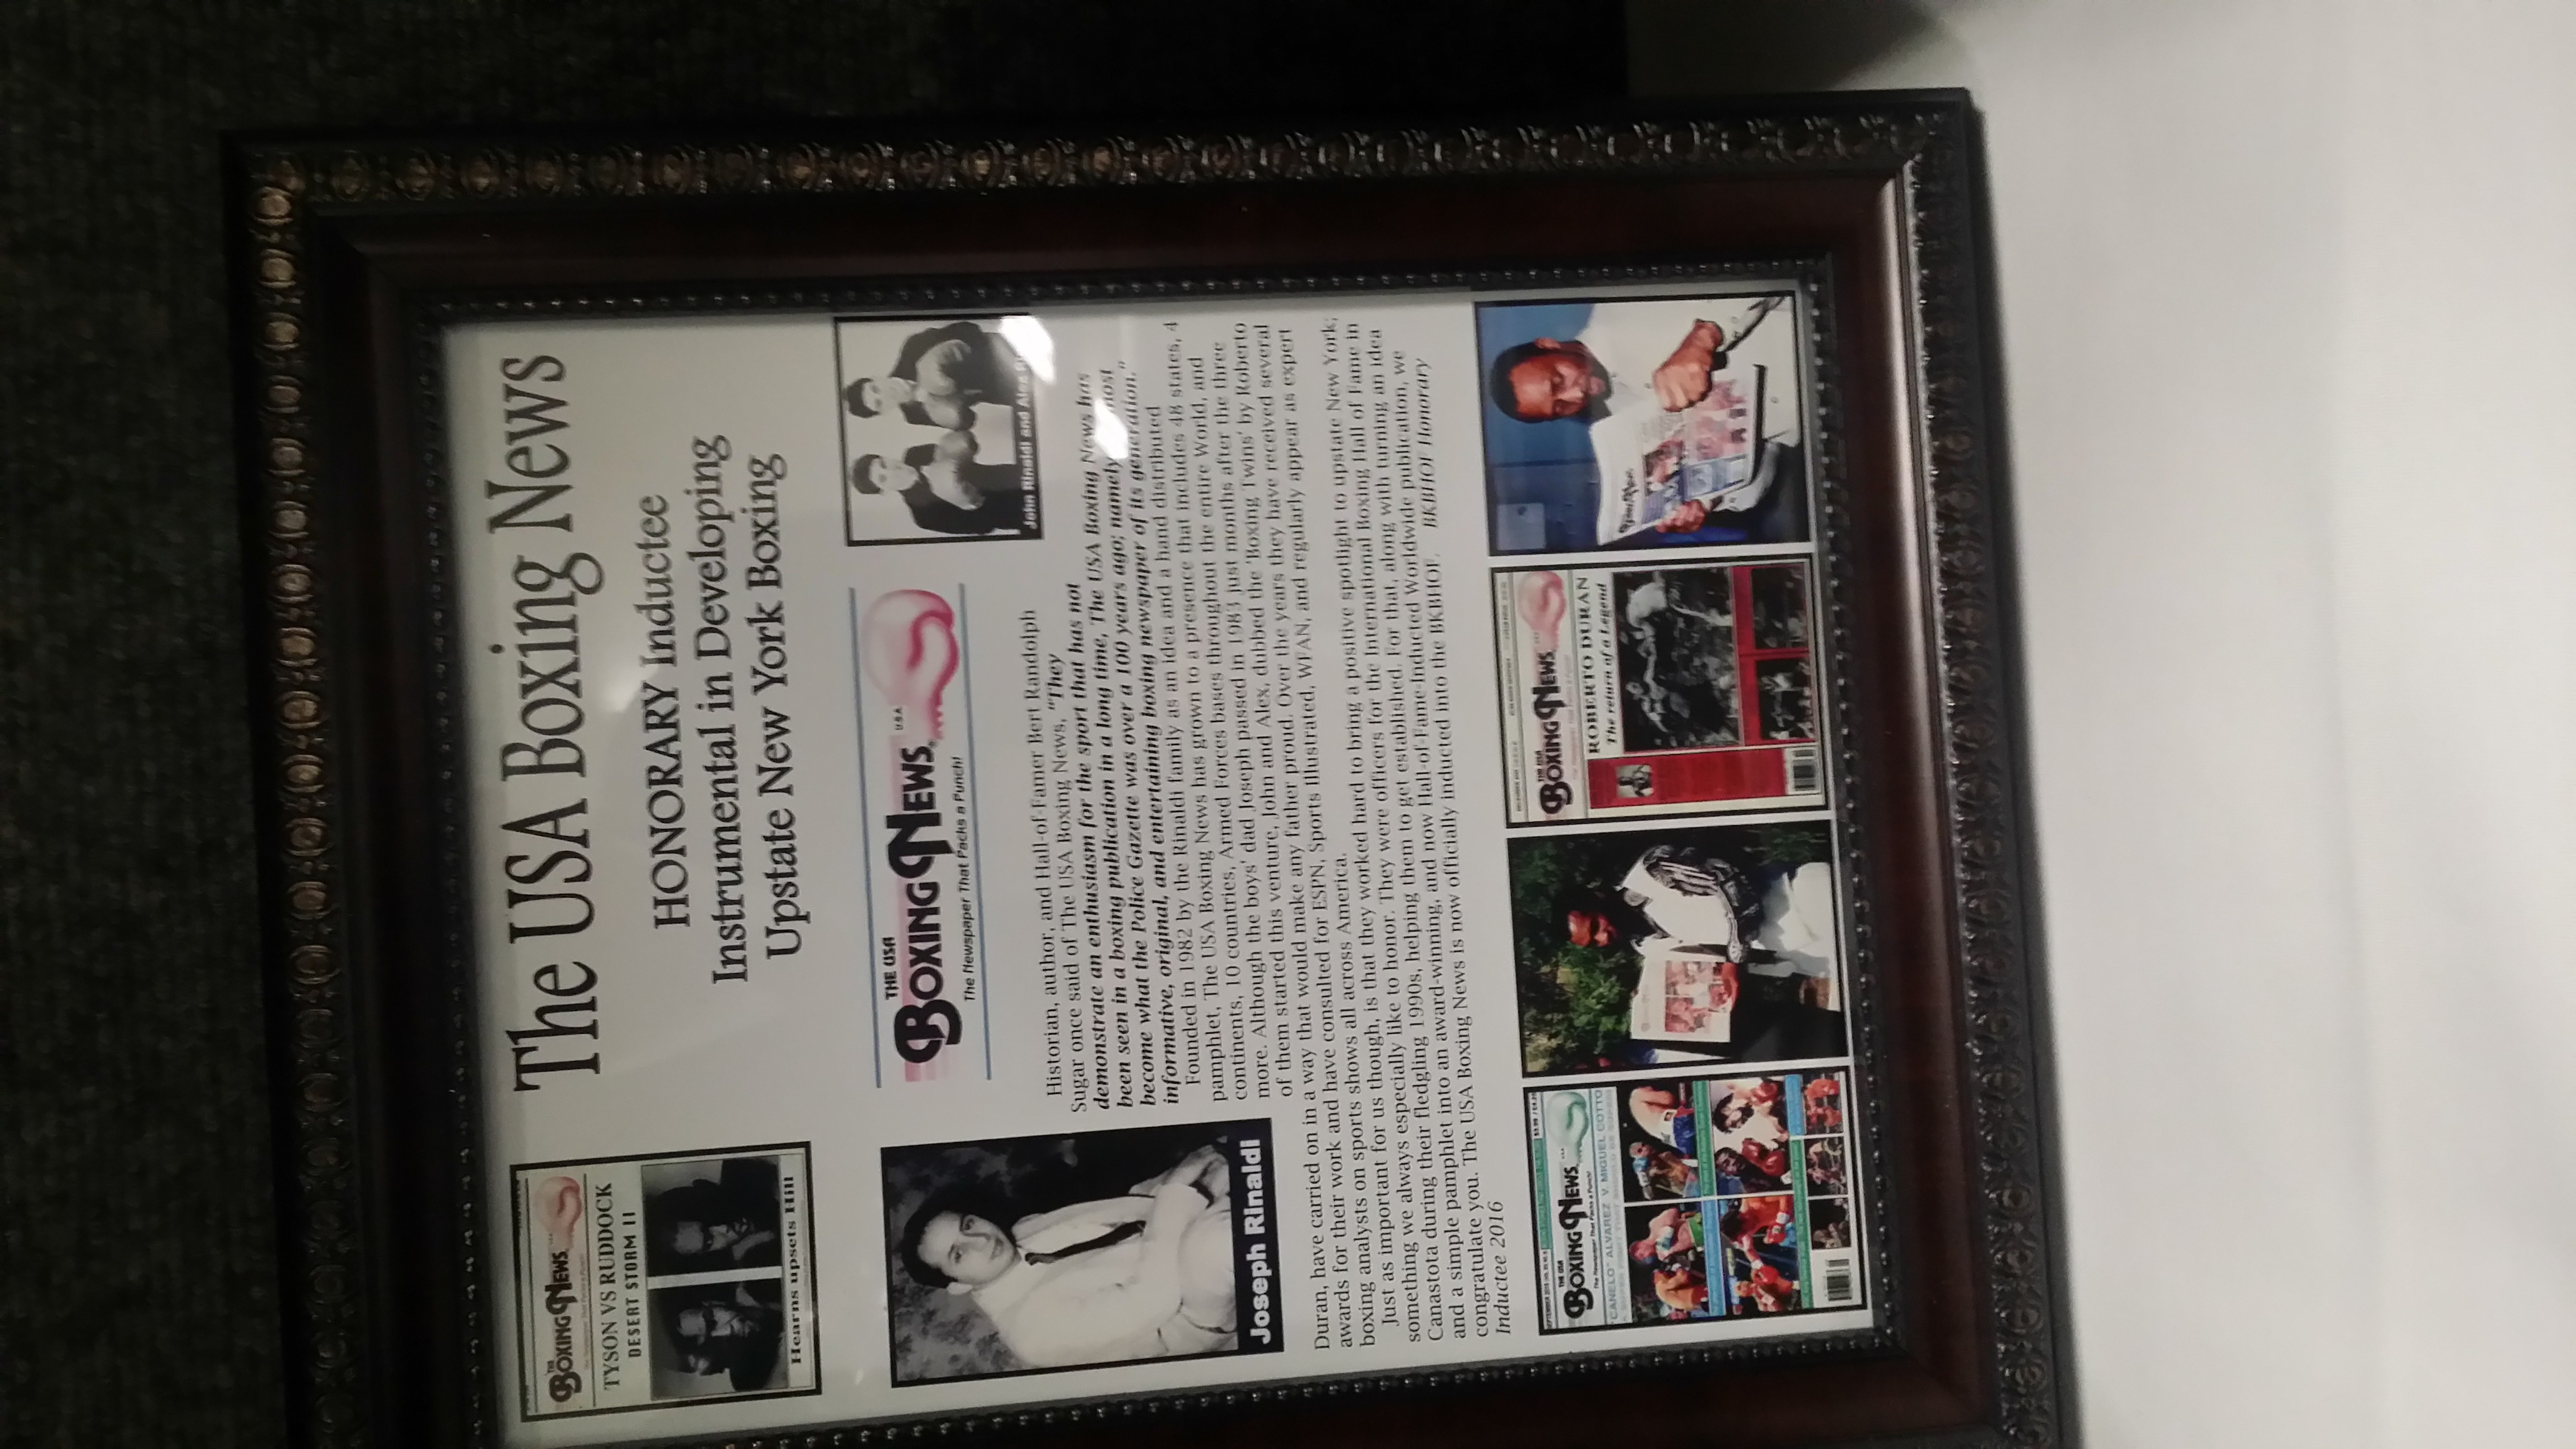 The USA Boxing News
HONORARY Inductee
Instrumental in Developing
Upstate New York Boxing
THE USA
BOXING NEWS
TYSON VS RUDDOCK
DESERT STORM II
Hearns upsets Hill
THE USA
BOXING NEWS
U.S.A.
The Newspaper That Packs a Punch!
John Rinaldi and Alex
Joseph Rinaldi
Historian, author, and Hall-of-Famer Bert Randolph
Sugar once said of The USA Boxing News, "They
demonstrate an enthusiasm for the sport that has not
been seen in a boxing publication in a long time, The USA Boxing News has
become what the Police Gazette was over a 100 years ago; namely most
informative, original, and entertaining boxing newspaper of its generation."
Founded in 1982 by the Rinaldi family as an idea and a hand distributed
pamphlet, The USA Boxing News has grown to a presence that includes 48 states, 4
continents, 10 countries, Armed Forces bases throughout the entire World, and
more. Although the boys' dad Joseph passed in 1983 just months after the three
of them started this venture, John and Alex, dubbed the 'Boxing Twins' by Roberto
Duran, have carried on in a way that would make any father proud. Over the years they have received several
awards for their work and have consulted for ESPN, Sports Illustrated, WFAN, and regularly appear as expert
boxing analysts on sports shows all across America.
Just as important for us though, is that they worked hard to bring a positive spotlight to upstate New York;
something we always especially like to honor. They were officers for the International Boxing Hall of Fame in
Canastota during their fledgling 1990s, helping them to get established. For that, along with turning an idea
and a simple pamphlet into an award-winning, and now Hall-of-Fame-Inducted Worldwide publication, we
congratulate you. The USA Boxing News is now officially inducted into the BKBHOF. BKBHOF Honorary
Inductee 2016
THE USA
BOXING NEWS
The Newspaper That Packs a Punch!
CANELO" ALVAREZ V. MIGUEL COTTO
THE USA
BOXING NEWS
ROBERTO DURAN
The return of a Legend